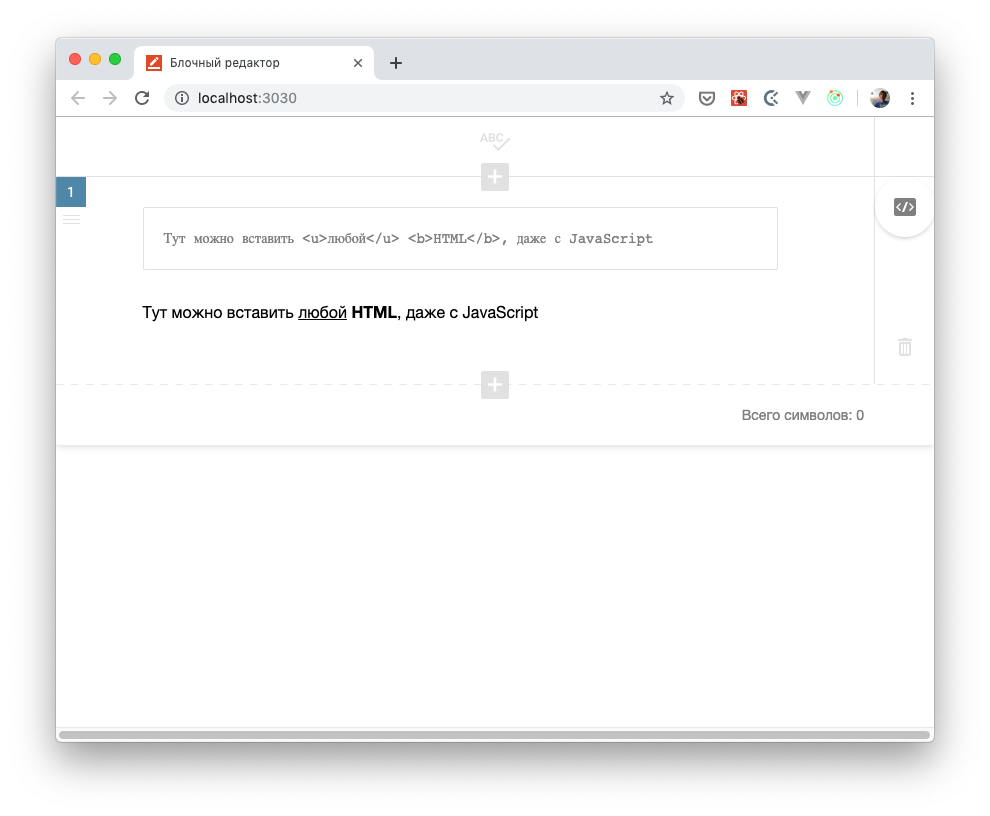 Блочный редактор
localhost:3030
ABC
1
Тут можно вставить <u>любой</u> <b>HTML</b>, даже с JavaScript
Тут можно вставить любой HTML, даже с JavaScript
Всего символов: 0